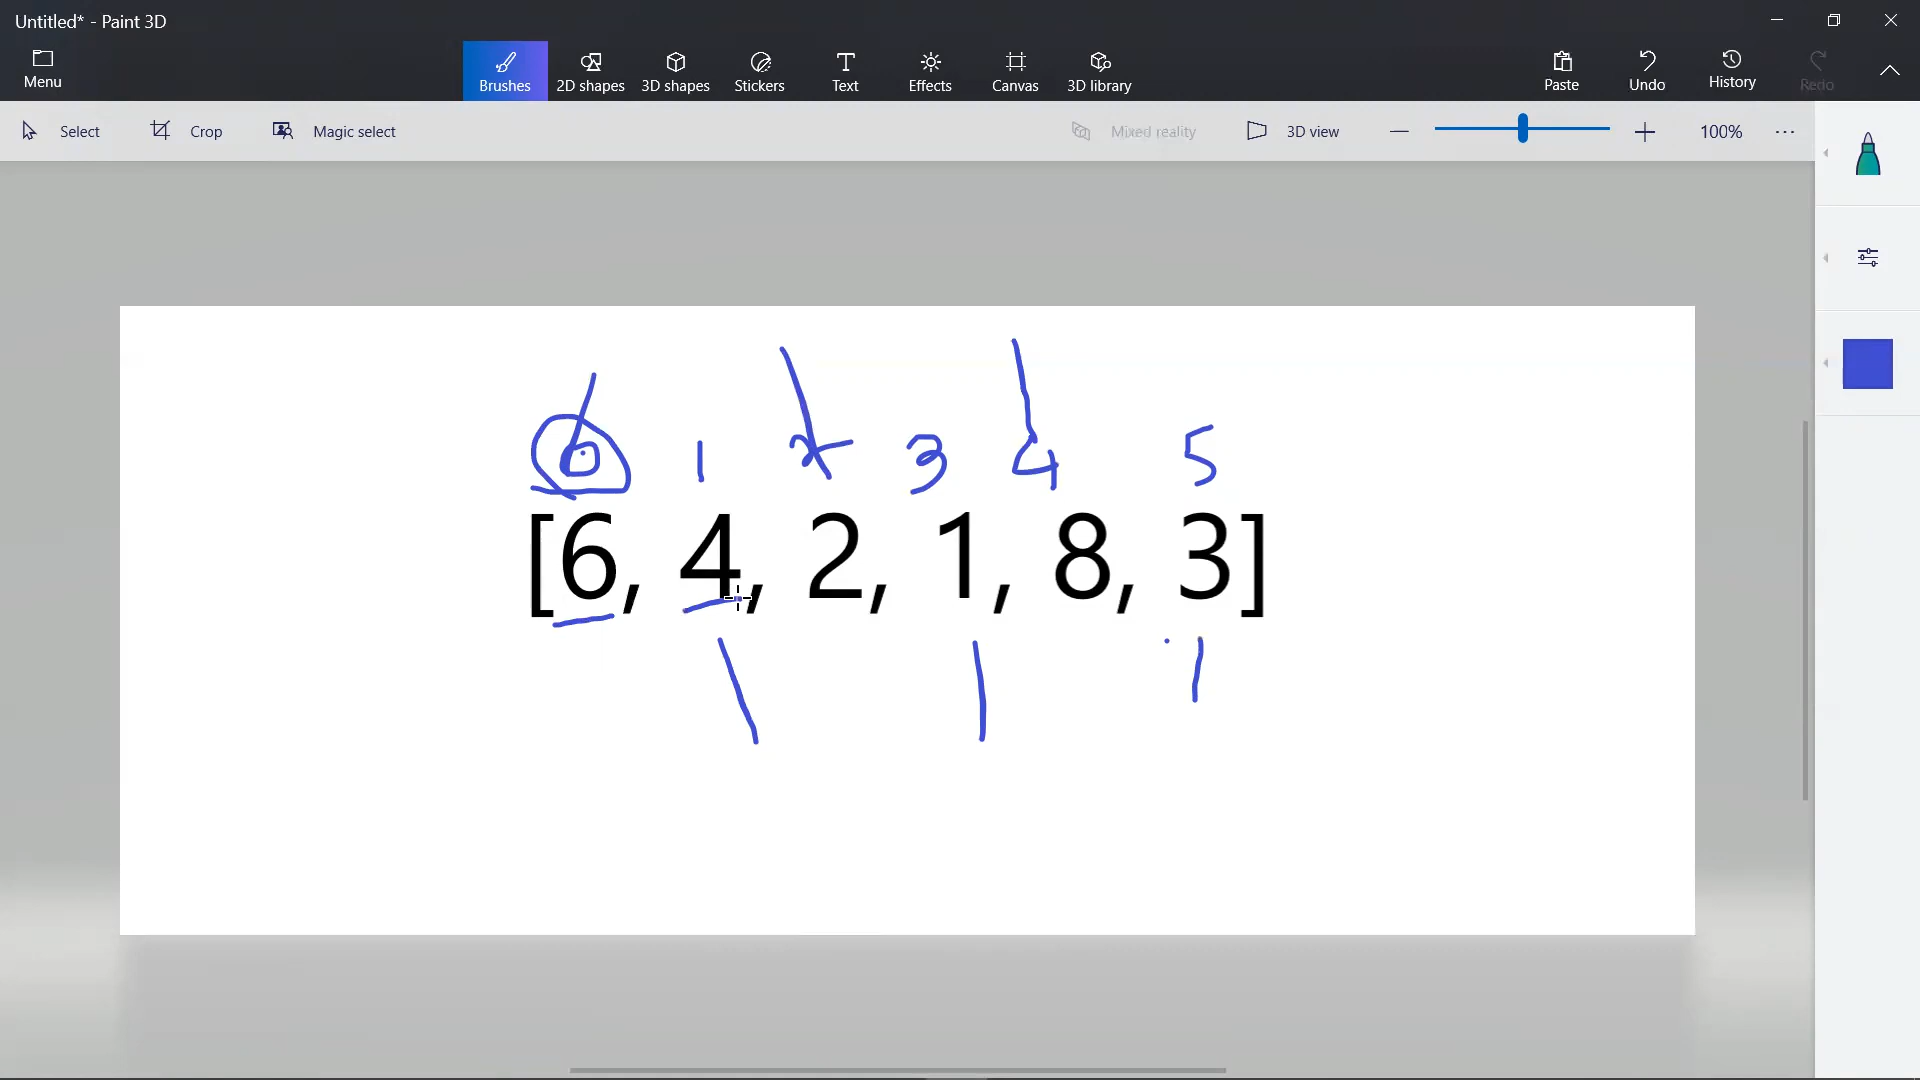 Untitled* - Paint 3D
Menu
Brushes
2D shapes
3D shapes
Stickers
Text
Effects
Canvas
3D library
Paste
Undo
History
Redo
Select
Crop
Magic select
Mixed reality
3D view
100%
0 1 2 3 4 5
[6, 4, 2, 1, 8, 3]